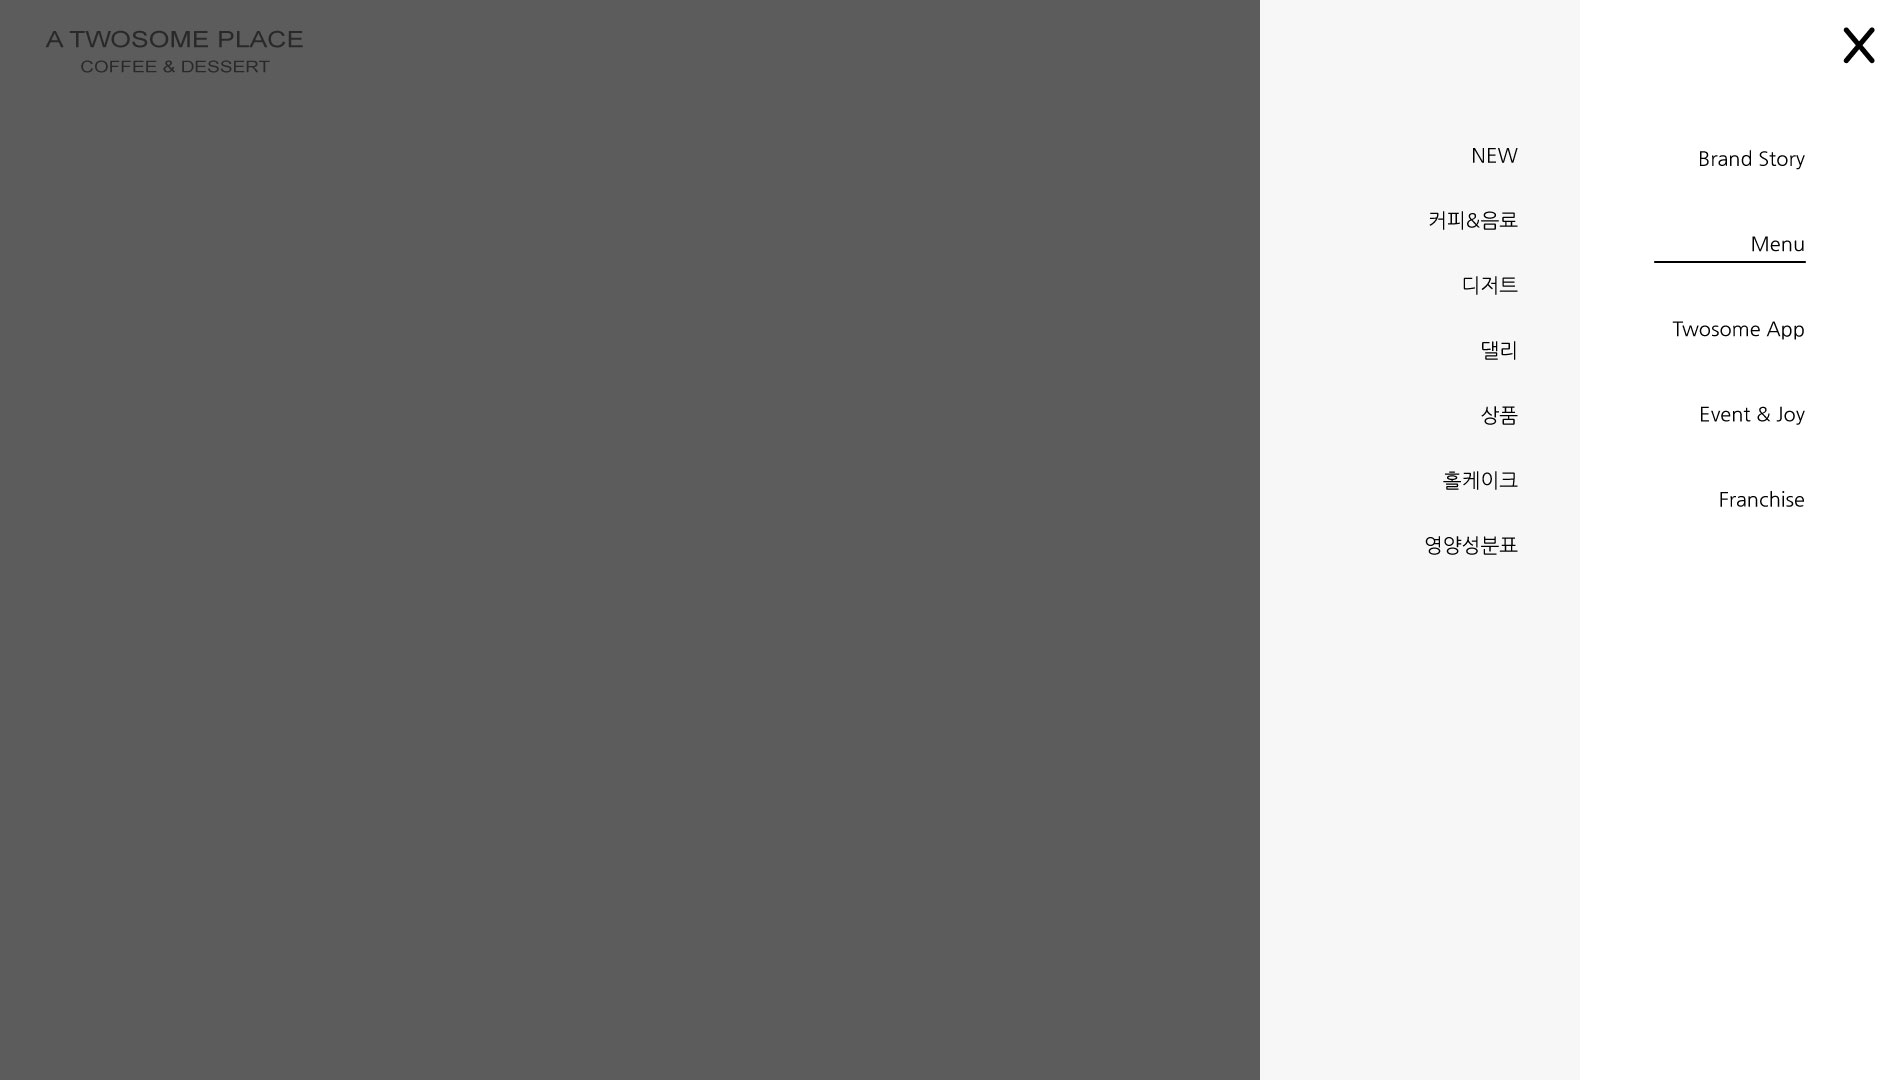 A TWOSOME PLACE
COFFEE & DESSERT
NEW
커피&음료
디저트
댈리
상품
홀케이크
영양성분표
Brand Story
Menu
Twosome App
Event & Joy
Franchise